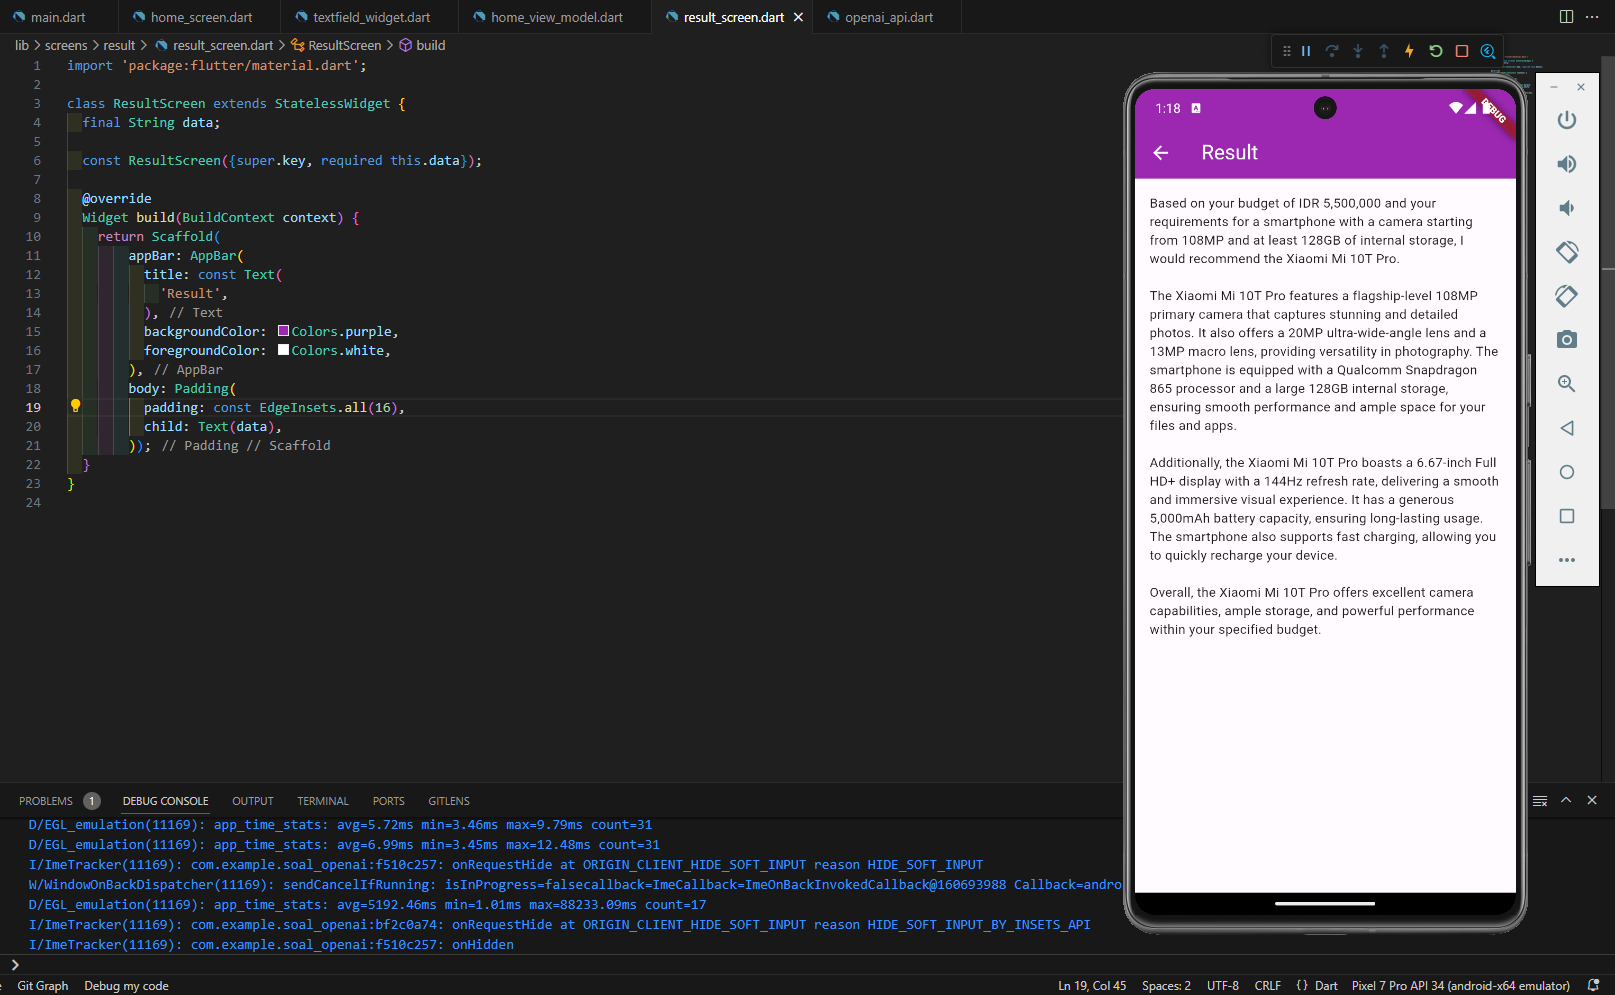 main.dart
home_screen.dart
textfield_widget.dart
home_view_model.dart
result_screen.dart
openai_api.dart
lib > screens > result > result_screen.dart > ResultScreen > build
1 import 'package:flutter/material.dart';
2
3 class ResultScreen extends StatelessWidget {
4 final String data;
5
6 const ResultScreen({super.key, required this.data});
7
8 @override
9 Widget build(BuildContext context) {
10 return Scaffold(
11 appBar: AppBar(
12 title: const Text(
13 'Result',
14 ), // Text
15 backgroundColor: Colors.purple,
16 foregroundColor: Colors.white,
17 ), // AppBar
18 body: Padding(
19 padding: const EdgeInsets.all(16),
20 child: Text(data),
21 )); // Padding // Scaffold
22 }
23 }
24
1:18
DEBUG
Result
Based on your budget of IDR 5,500,000 and your
requirements for a smartphone with a camera starting
from 108MP and at least 128GB of internal storage, I
would recommend the Xiaomi Mi 10T Pro.
The Xiaomi Mi 10T Pro features a flagship-level 108MP
primary camera that captures stunning and detailed
photos. It also offers a 20MP ultra-wide-angle lens and a
13MP macro lens, providing versatility in photography. The
smartphone is equipped with a Qualcomm Snapdragon
865 processor and a large 128GB internal storage,
ensuring smooth performance and ample space for your
files and apps.
Additionally, the Xiaomi Mi 10T Pro boasts a 6.67-inch Full
HD+ display with a 144Hz refresh rate, delivering a smooth
and immersive visual experience. It has a generous
5,000mAh battery capacity, ensuring long-lasting usage.
The smartphone also supports fast charging, allowing you
to quickly recharge your device.
Overall, the Xiaomi Mi 10T Pro offers excellent camera
capabilities, ample storage, and powerful performance
within your specified budget.
PROBLEMS 1 DEBUG CONSOLE OUTPUT TERMINAL PORTS GITLENS
D/EGL_emulation(11169): app_time_stats: avg=5.72ms min=3.46ms max=9.79ms count=31
D/EGL_emulation(11169): app_time_stats: avg=6.99ms min=3.45ms max=12.48ms count=31
I/ImeTracker(11169): com.example.soal_openai:f510c257: onRequestHide at ORIGIN_CLIENT_HIDE_SOFT_INPUT reason HIDE_SOFT_INPUT
W/WindowOnBackDispatcher(11169): sendCancelIfRunning: isInProgress=falsecallback=ImeCallback=ImeOnBackInvokedCallback@160693988 Callback=andro
D/EGL_emulation(11169): app_time_stats: avg=5192.46ms min=1.01ms max=88233.09ms count=17
I/ImeTracker(11169): com.example.soal_openai:bf2c0a74: onRequestHide at ORIGIN_CLIENT_HIDE_SOFT_INPUT reason HIDE_SOFT_INPUT_BY_INSETS_API
I/ImeTracker(11169): com.example.soal_openai:f510c257: onHidden
>
Git Graph Debug my code Ln 19, Col 45 Spaces: 2 UTF-8 CRLF {} Dart Pixel 7 Pro API 34 (android-x64 emulator)